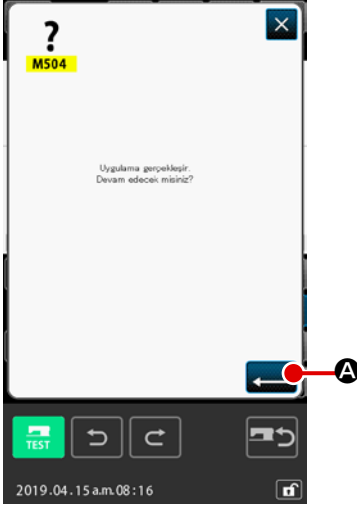 ?
M504
Uygulama gerçekleşir.
Devam edecek misiniz?
A
TEST
2019.04.15 a.m. 08:16